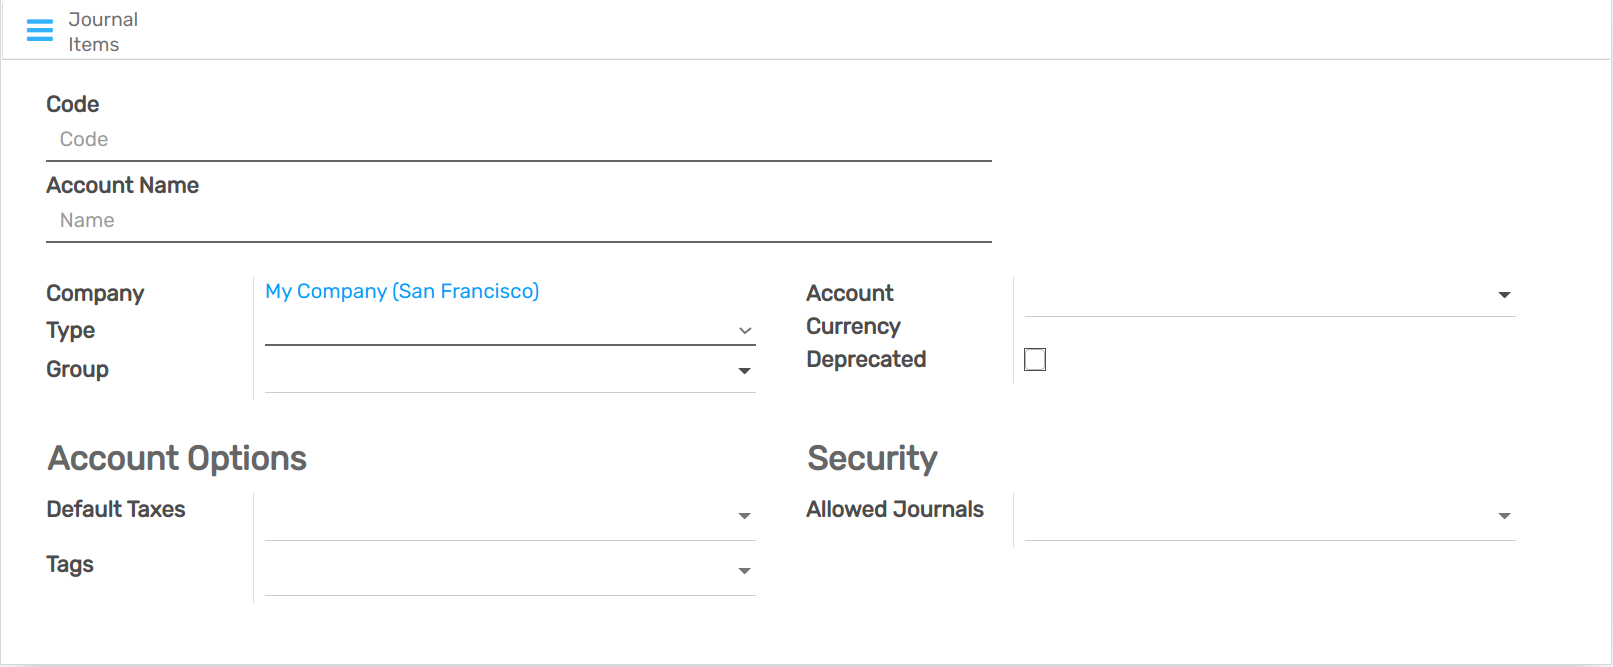 Journal
Items
Code
Code
Account Name
Name
Company
My Company (San Francisco)
Type
Group
Account
Currency
Deprecated
Account Options
Default Taxes
Tags
Security
Allowed Journals